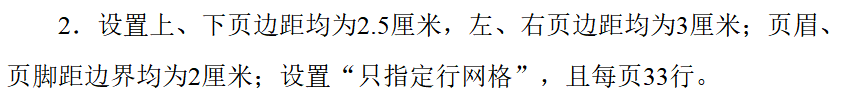 2．设置上、下页边距均为2.5厘米，左、右页边距均为3厘米；页眉、
页脚距边界均为2厘米；设置“只指定行网格”，且每页33行。